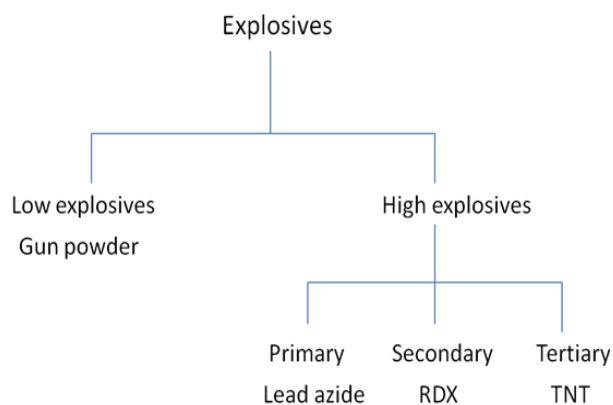 Explosives
Low explosives
High explosives
Gun powder
Primary
Secondary
Tertiary
Lead azide
RDX
TNT